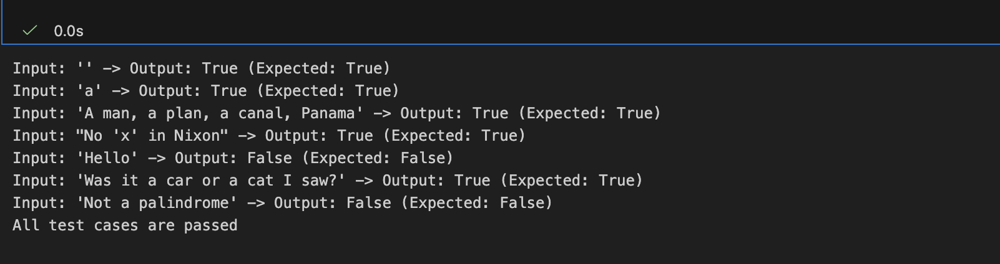 0.0s
Input: '' -> Output: True (Expected: True)
Input: 'a' -> Output: True (Expected: True)
Input: 'A man, a plan, a canal, Panama' -> Output: True (Expected: True)
Input: "No 'x' in Nixon" -> Output: True (Expected: True)
Input: 'Hello' -> Output: False (Expected: False)
Input: 'Was it a car or a cat I saw?' -> Output: True (Expected: True)
Input: 'Not a palindrome' -> Output: False (Expected: False)
All test cases are passed